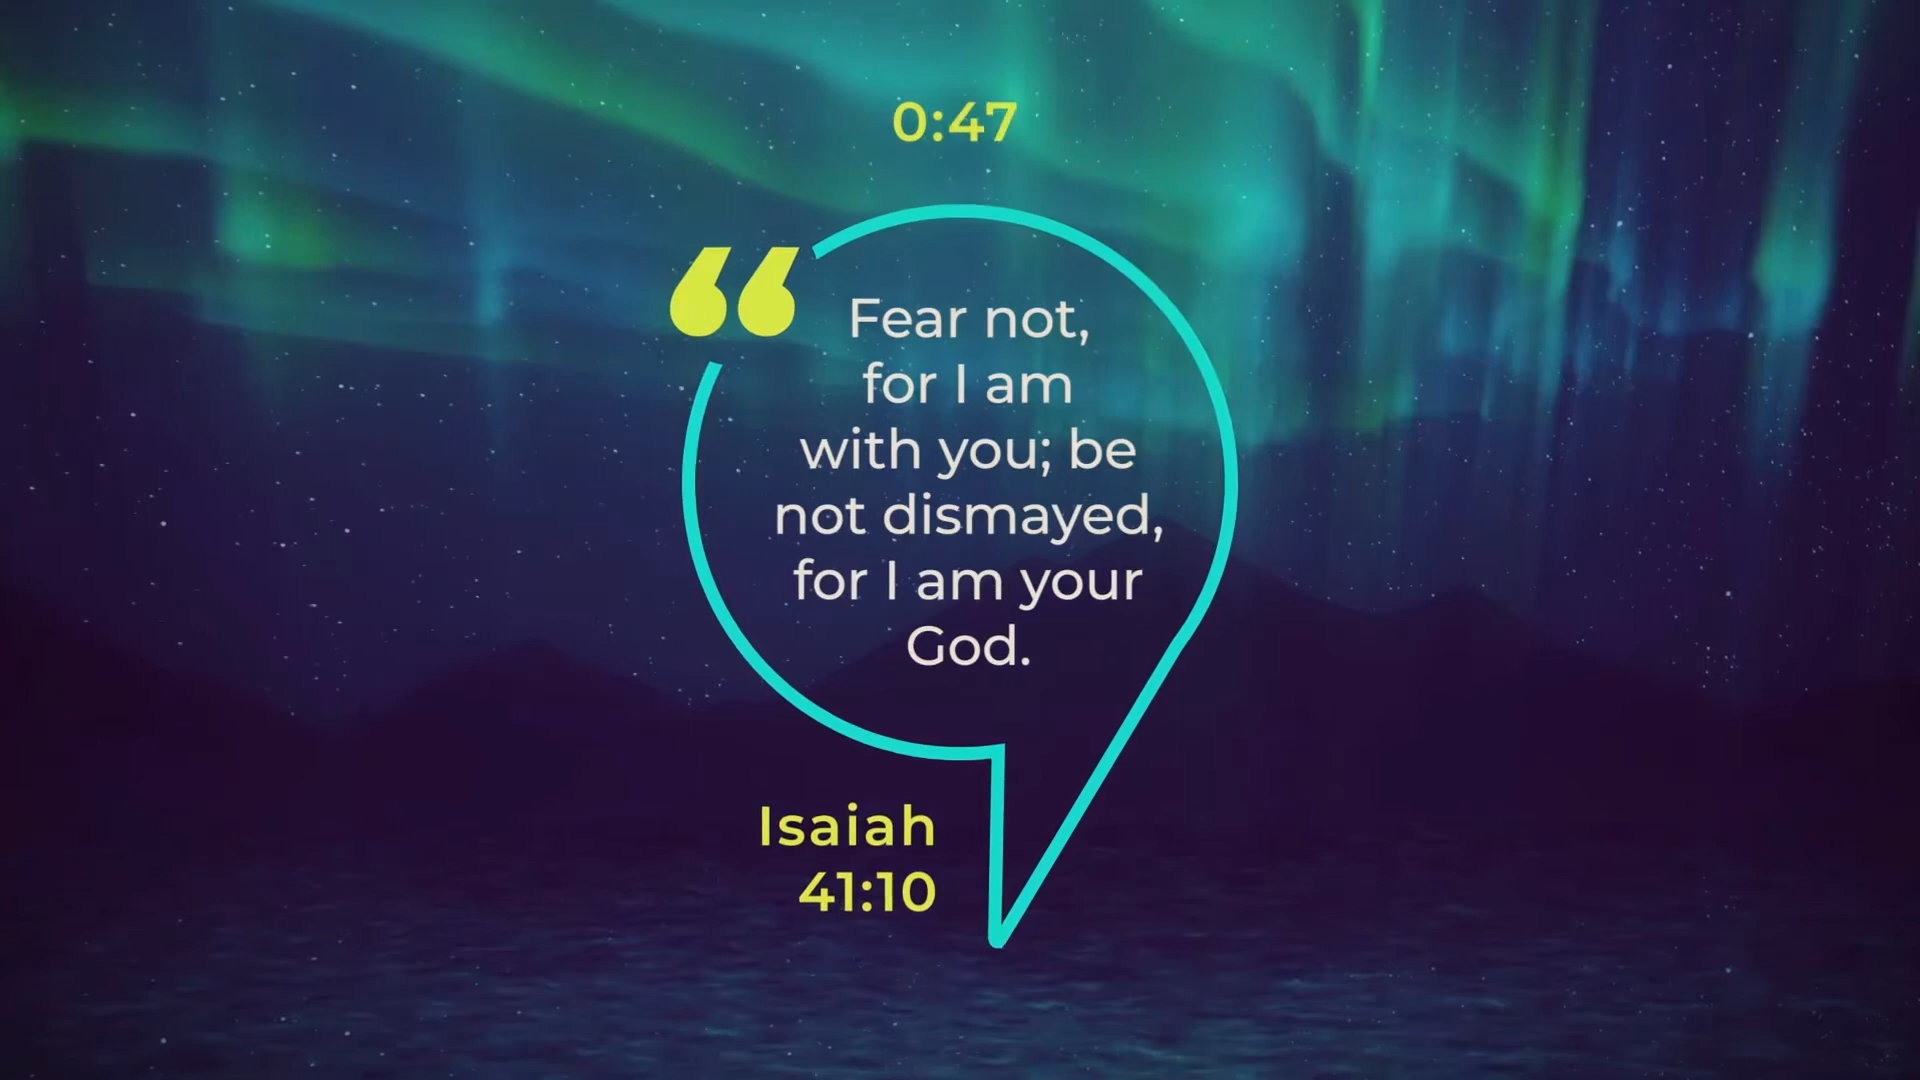 0:47
“
Fear not,
for I am
with you; be
not dismayed,
for I am your
God.
Isaiah
41:10